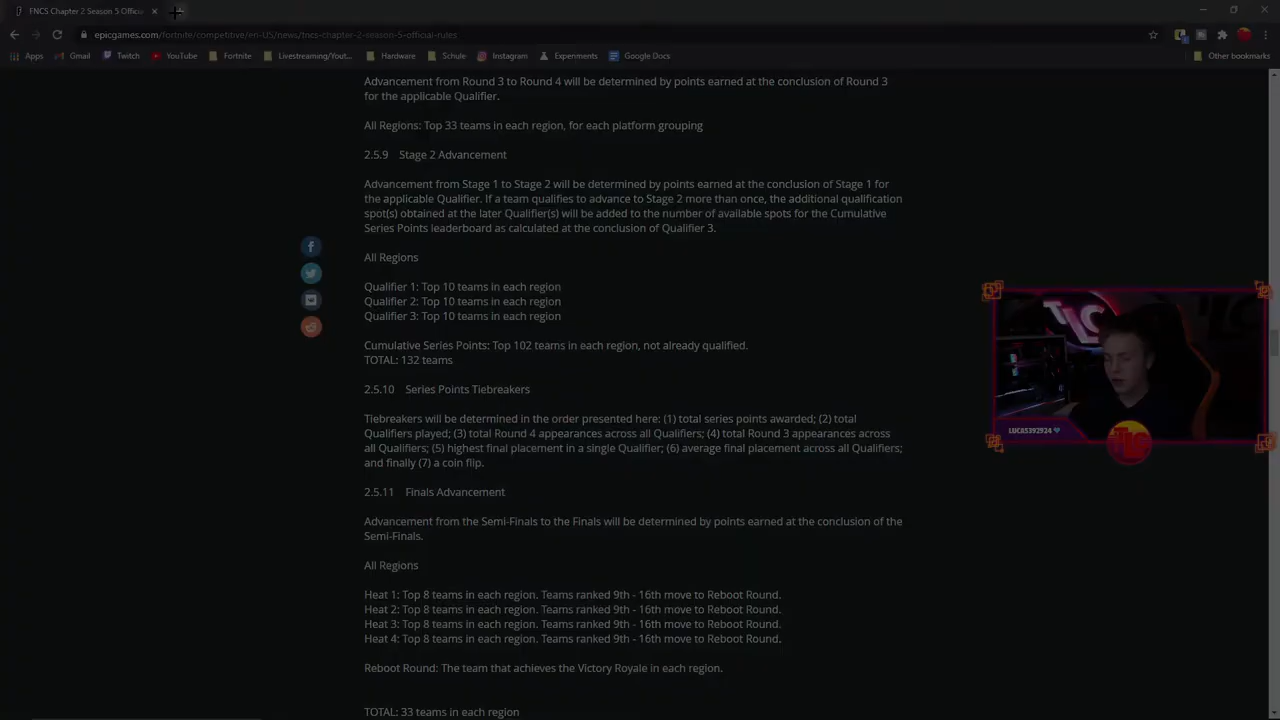 FNCS Chapter 2 Season 5 Offici
epicgames.com/fortnite/competitive/en-US/news/fncs-chapter-2-season-5-official-rules
Apps Gmail Twitch YouTube Fortnite Livestreaming/Yout... Hardware Schule Instagram Experiments Google Docs Other bookmarks
Advancement from Round 3 to Round 4 will be determined by points earned at the conclusion of Round 3
for the applicable Qualifier.
All Regions: Top 33 teams in each region, for each platform grouping
2.5.9 Stage 2 Advancement
Advancement from Stage 1 to Stage 2 will be determined by points earned at the conclusion of Stage 1 for
the applicable Qualifier. If a team qualifies to advance to Stage 2 more than once, the additional qualification
spot(s) obtained at the later Qualifier(s) will be added to the number of available spots for the Cumulative
Series Points leaderboard as calculated at the conclusion of Qualifier 3.
All Regions
Qualifier 1: Top 10 teams in each region
Qualifier 2: Top 10 teams in each region
Qualifier 3: Top 10 teams in each region
Cumulative Series Points: Top 102 teams in each region, not already qualified.
TOTAL: 132 teams
2.5.10 Series Points Tiebreakers
Tiebreakers will be determined in the order presented here: (1) total series points awarded; (2) total
Qualifiers played; (3) total Round 4 appearances across all Qualifiers; (4) total Round 3 appearances across
all Qualifiers; (5) highest final placement in a single Qualifier; (6) average final placement across all Qualifiers;
and finally (7) a coin flip.
2.5.11 Finals Advancement
Advancement from the Semi-Finals to the Finals will be determined by points earned at the conclusion of the
Semi-Finals.
All Regions
Heat 1: Top 8 teams in each region. Teams ranked 9th - 16th move to Reboot Round.
Heat 2: Top 8 teams in each region. Teams ranked 9th - 16th move to Reboot Round.
Heat 3: Top 8 teams in each region. Teams ranked 9th - 16th move to Reboot Round.
Heat 4: Top 8 teams in each region. Teams ranked 9th - 16th move to Reboot Round.
Reboot Round: The team that achieves the Victory Royale in each region.
TOTAL: 33 teams in each region
TLC
LUCA5392924
TLC